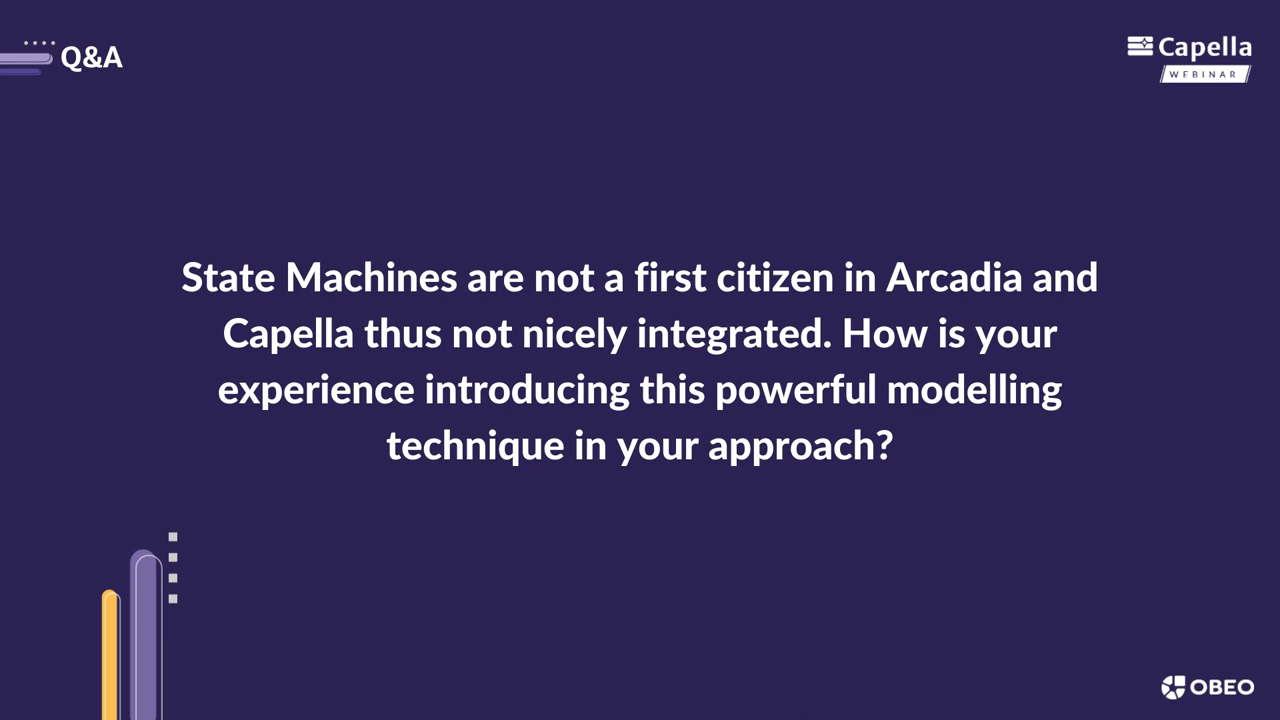 Q&A
Capella
WEBINAR
State Machines are not a first citizen in Arcadia and
Capella thus not nicely integrated. How is your
experience introducing this powerful modelling
technique in your approach?
OBEO